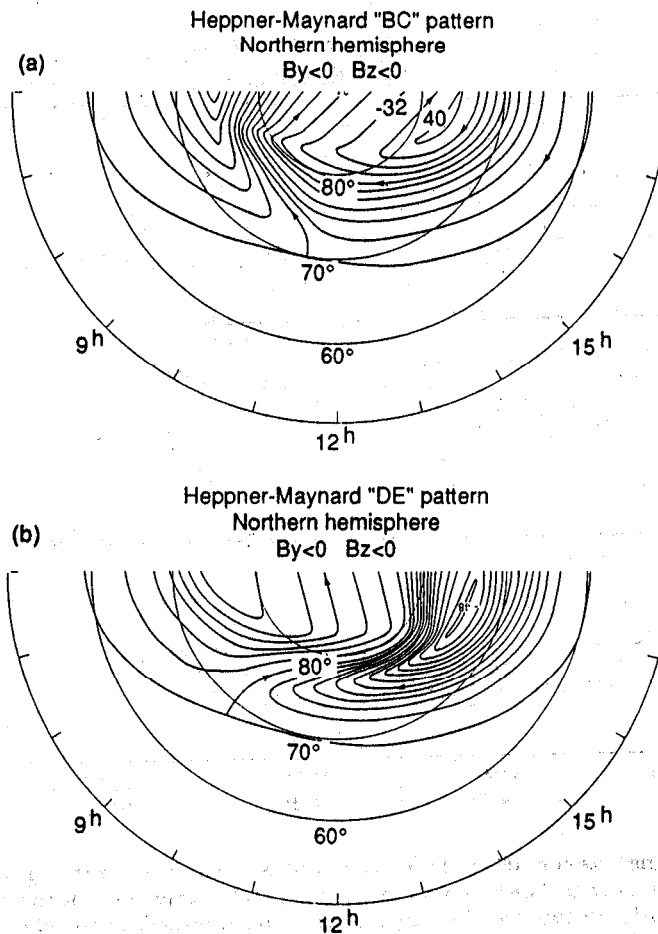 Heppner-Maynard "BC" pattern
Northern hemisphere
(a)
By<0 Bz<0
-32
40
80°
70°
9h
60°
15h
12h
Heppner-Maynard "DE" pattern
Northern hemisphere
(b)
By<0 Bz<0
80°
70°
9h
60°
15h
12h